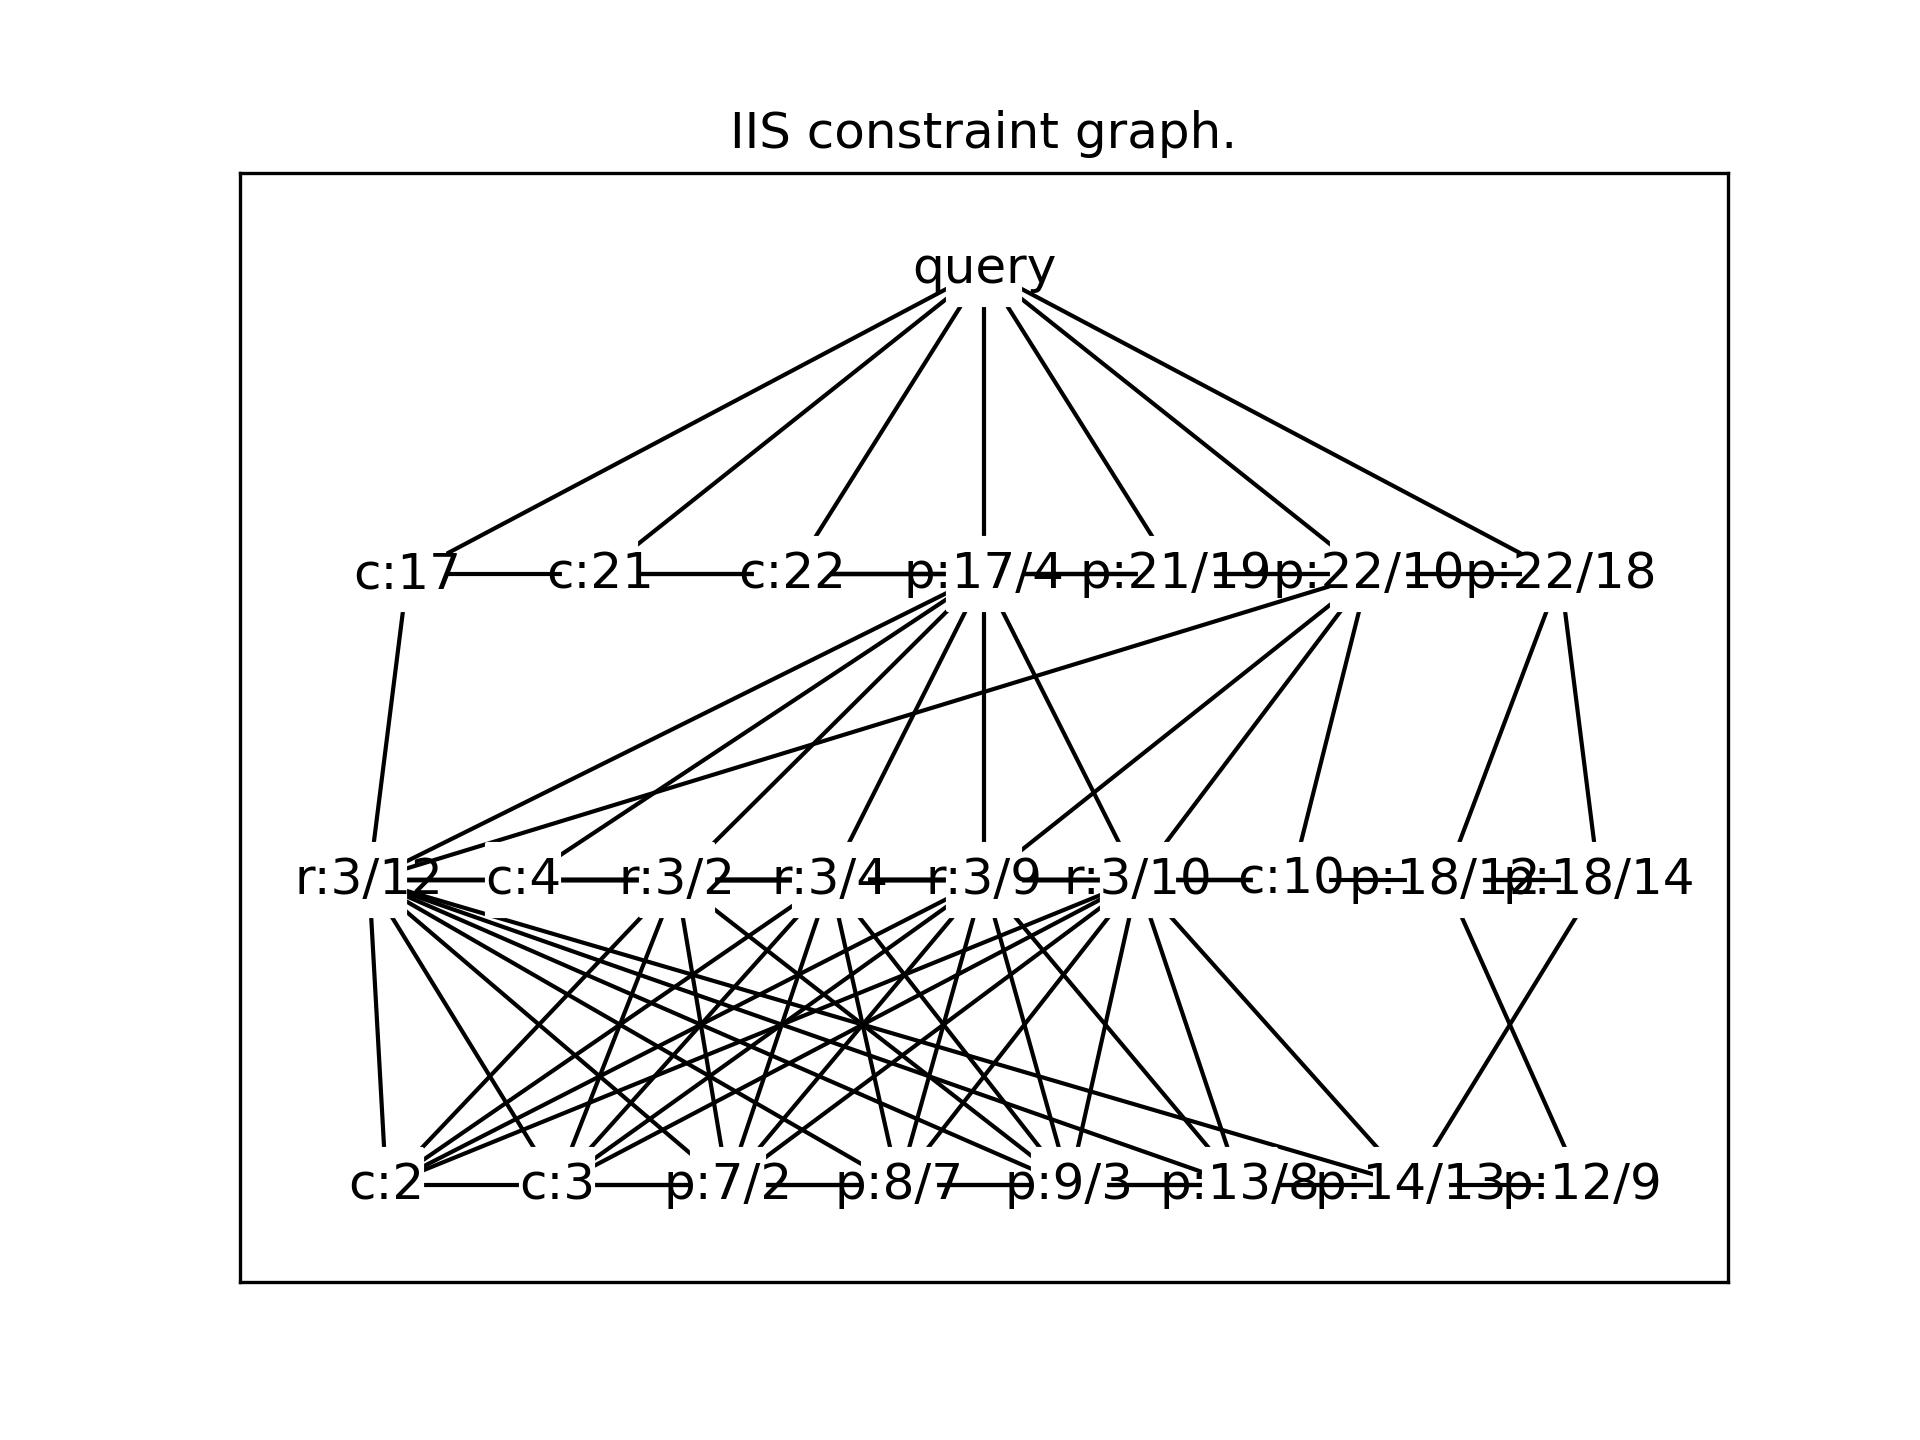 IIS constraint graph.
query
c:17 c:21 c:22 p:17/4 p:21/19 p:22/10 p:22/18
r:3/12 c:4 r:3/2 r:3/4 r:3/9 r:3/10 c:10 p:18/12 p:18/14
c:2 c:3 p:7/2 p:8/7 p:9/3 p:13/8 p:14/13 p:12/9